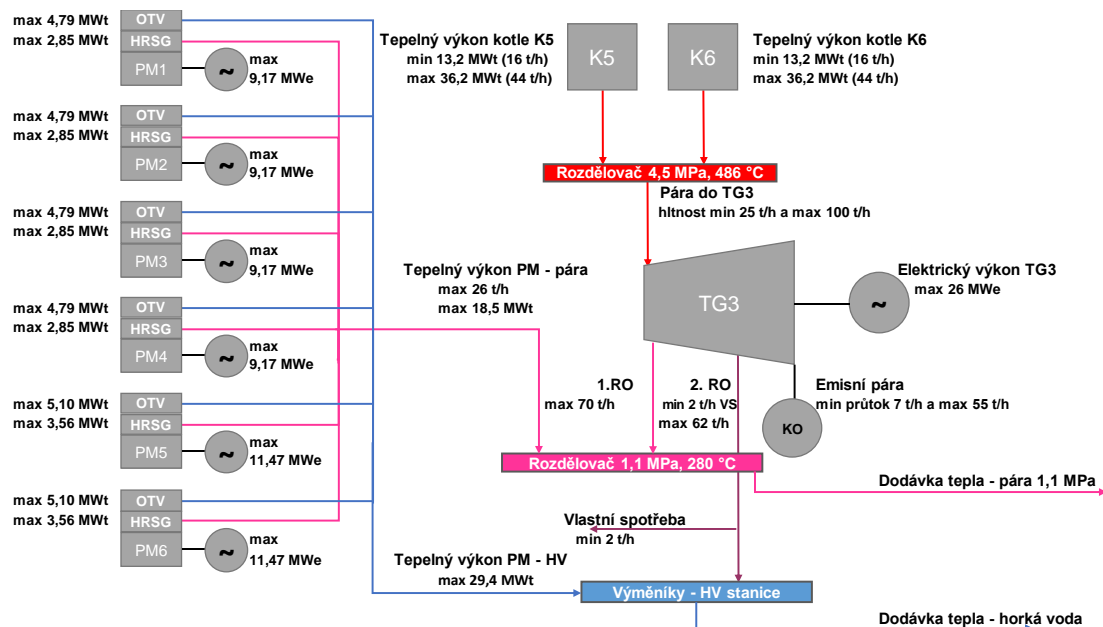 max 4,79 MWt
OTV
max 2,85 MWt
HRSG
PM1
~
max
9,17 MWe
max 4,79 MWt
OTV
max 2,85 MWt
HRSG
PM2
~
max
9,17 MWe
max 4,79 MWt
OTV
max 2,85 MWt
HRSG
PM3
~
max
9,17 MWe
max 4,79 MWt
OTV
max 2,85 MWt
HRSG
PM4
~
max
9,17 MWe
max 5,10 MWt
OTV
max 3,56 MWt
HRSG
PM5
~
max
11,47 MWe
max 5,10 MWt
OTV
max 3,56 MWt
HRSG
PM6
~
max
11,47 MWe
Tepelný výkon kotle K5
min 13,2 MWt (16 t/h)
max 36,2 MWt (44 t/h)
K5
K6
Tepelný výkon kotle K6
min 13,2 MWt (16 t/h)
max 36,2 MWt (44 t/h)
Rozdělovač 4,5 MPa, 486 °C
Pára do TG3
hltnost min 25 t/h a max 100 t/h
Tepelný výkon PM - pára
max 26 t/h
max 18,5 MWt
TG3
~
Elektrický výkon TG3
max 26 MWe
1.RO
max 70 t/h
2. RO
min 2 t/h VS
max 62 t/h
Emisní pára
min průtok 7 t/h a max 55 t/h
KO
Rozdělovač 1,1 MPa, 280 °C
Dodávka tepla - pára 1,1 MPa
Vlastní spotřeba
min 2 t/h
Tepelný výkon PM - HV
max 29,4 MWt
Výměníky - HV stanice
Dodávka tepla - horká voda